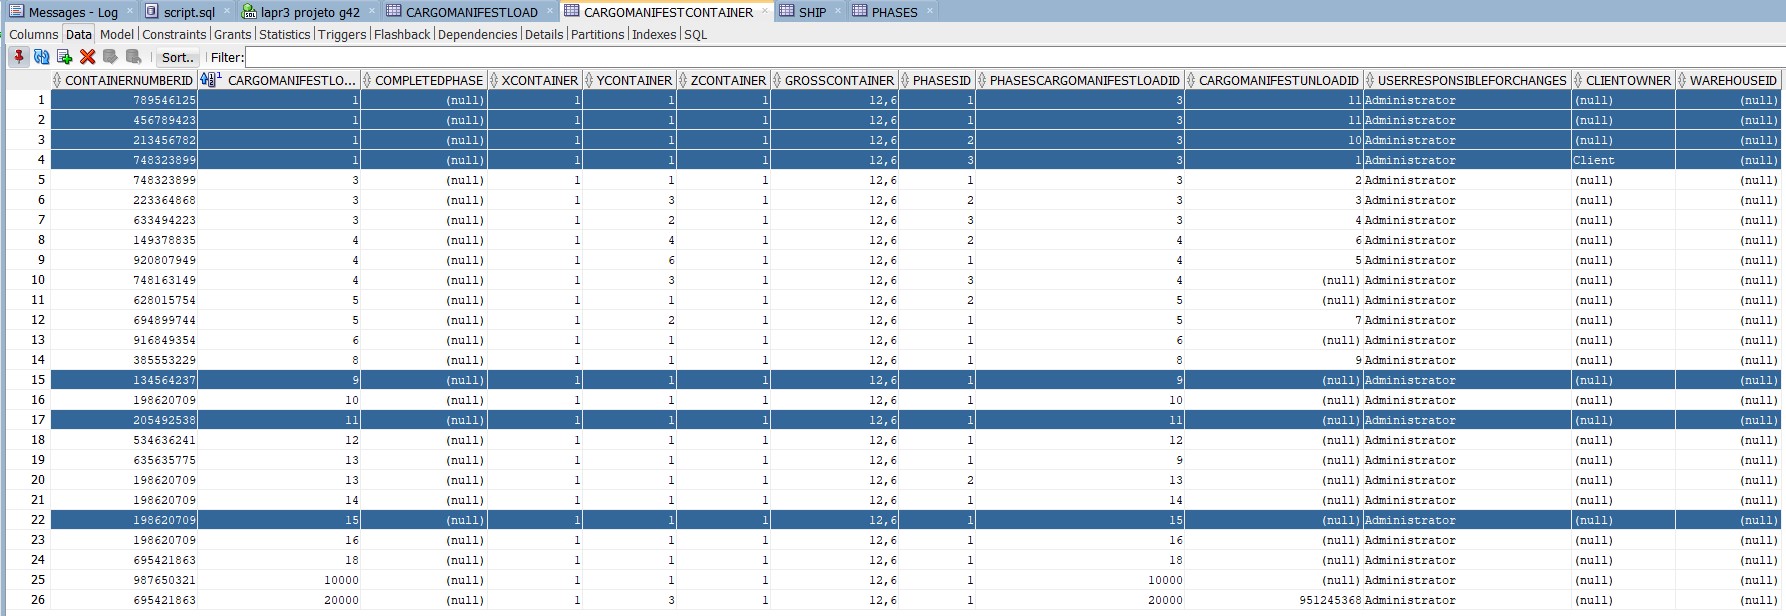 Messages - Log × script.sql × lapr3 projeto g42 × CARGOMANIFESTLOAD × CARGOMANIFESTCONTAINER × SHIP × PHASES ×
Columns Data Model Constraints Grants Statistics Triggers Flashback Dependencies Details Partitions Indexes SQL
Sort.. Filter:
CONTAINERNUMBERID CARGOMANIFESTLO... COMPLETEDPHASE XCONTAINER YCONTAINER ZCONTAINER GROSSCONTAINER PHASESID PHASESCARGOMANIFESTLOADID CARGOMANIFESTUNLOADID USERRESPONSIBLEFORCHANGES CLIENTOWNER WAREHOUSEID
1 789546125 1 (null) 1 1 1 12,6 1 3 11 Administrator (null) (null)
2 456789423 1 (null) 1 1 1 12,6 1 3 11 Administrator (null) (null)
3 213456782 1 (null) 1 1 1 12,6 2 3 10 Administrator (null) (null)
4 748323899 1 (null) 1 1 1 12,6 3 3 1 Administrator Client (null)
5 748323899 3 (null) 1 1 1 12,6 1 3 2 Administrator (null) (null)
6 223364868 3 (null) 1 3 1 12,6 2 3 3 Administrator (null) (null)
7 633494223 3 (null) 1 2 1 12,6 3 3 4 Administrator (null) (null)
8 149378835 4 (null) 1 4 1 12,6 2 4 6 Administrator (null) (null)
9 920807949 4 (null) 1 6 1 12,6 1 4 5 Administrator (null) (null)
10 748163149 4 (null) 1 3 1 12,6 3 4 (null) Administrator (null) (null)
11 628015754 5 (null) 1 1 1 12,6 2 5 (null) Administrator (null) (null)
12 694899744 5 (null) 1 2 1 12,6 1 5 7 Administrator (null) (null)
13 916849354 6 (null) 1 1 1 12,6 1 6 (null) Administrator (null) (null)
14 385553229 8 (null) 1 1 1 12,6 1 8 9 Administrator (null) (null)
15 134564237 9 (null) 1 1 1 12,6 1 9 (null) Administrator (null) (null)
16 198620709 10 (null) 1 1 1 12,6 1 10 (null) Administrator (null) (null)
17 205492538 11 (null) 1 1 1 12,6 1 11 (null) Administrator (null) (null)
18 534636241 12 (null) 1 1 1 12,6 1 12 (null) Administrator (null) (null)
19 635635775 13 (null) 1 1 1 12,6 1 9 (null) Administrator (null) (null)
20 198620709 13 (null) 1 1 1 12,6 2 13 (null) Administrator (null) (null)
21 198620709 14 (null) 1 1 1 12,6 1 14 (null) Administrator (null) (null)
22 198620709 15 (null) 1 1 1 12,6 1 15 (null) Administrator (null) (null)
23 198620709 16 (null) 1 1 1 12,6 1 16 (null) Administrator (null) (null)
24 695421863 18 (null) 1 1 1 12,6 1 18 (null) Administrator (null) (null)
25 987650321 10000 (null) 1 1 1 12,6 1 10000 (null) Administrator (null) (null)
26 695421863 20000 (null) 1 3 1 12,6 1 20000 951245368 Administrator (null) (null)